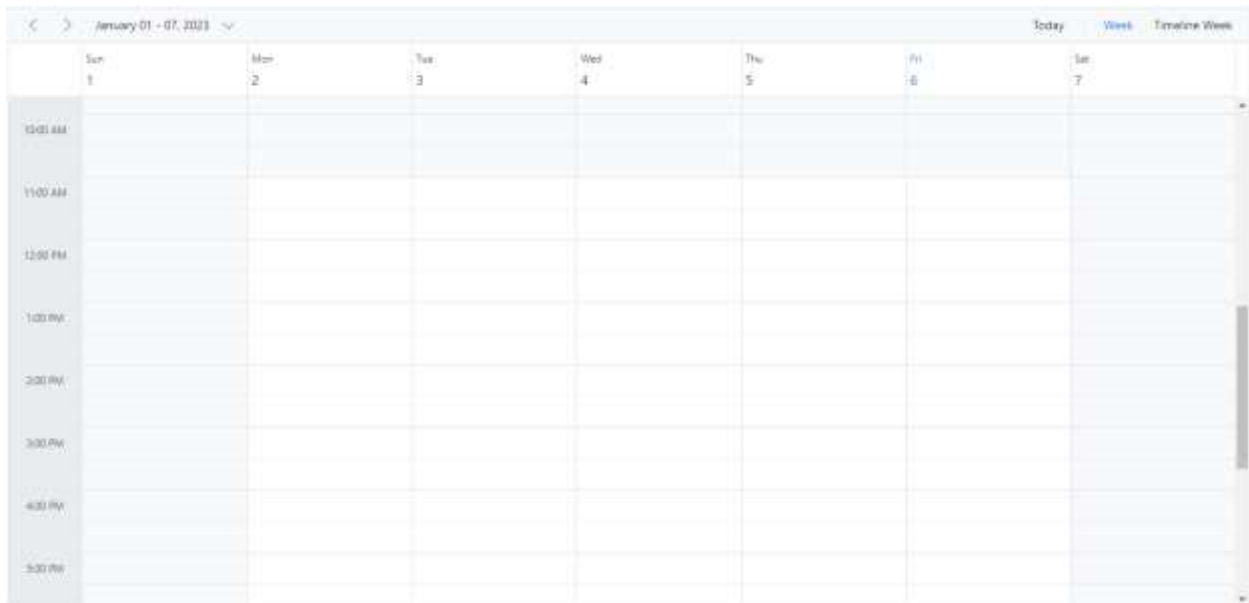 January 01 - 07, 2023 Today Week Timeline Week
Sun Mon Tue Wed Thu Fri Sat
1 2 3 4 5 6 7
10:00 AM
11:00 AM
12:00 PM
1:00 PM
2:00 PM
3:00 PM
4:00 PM
5:00 PM